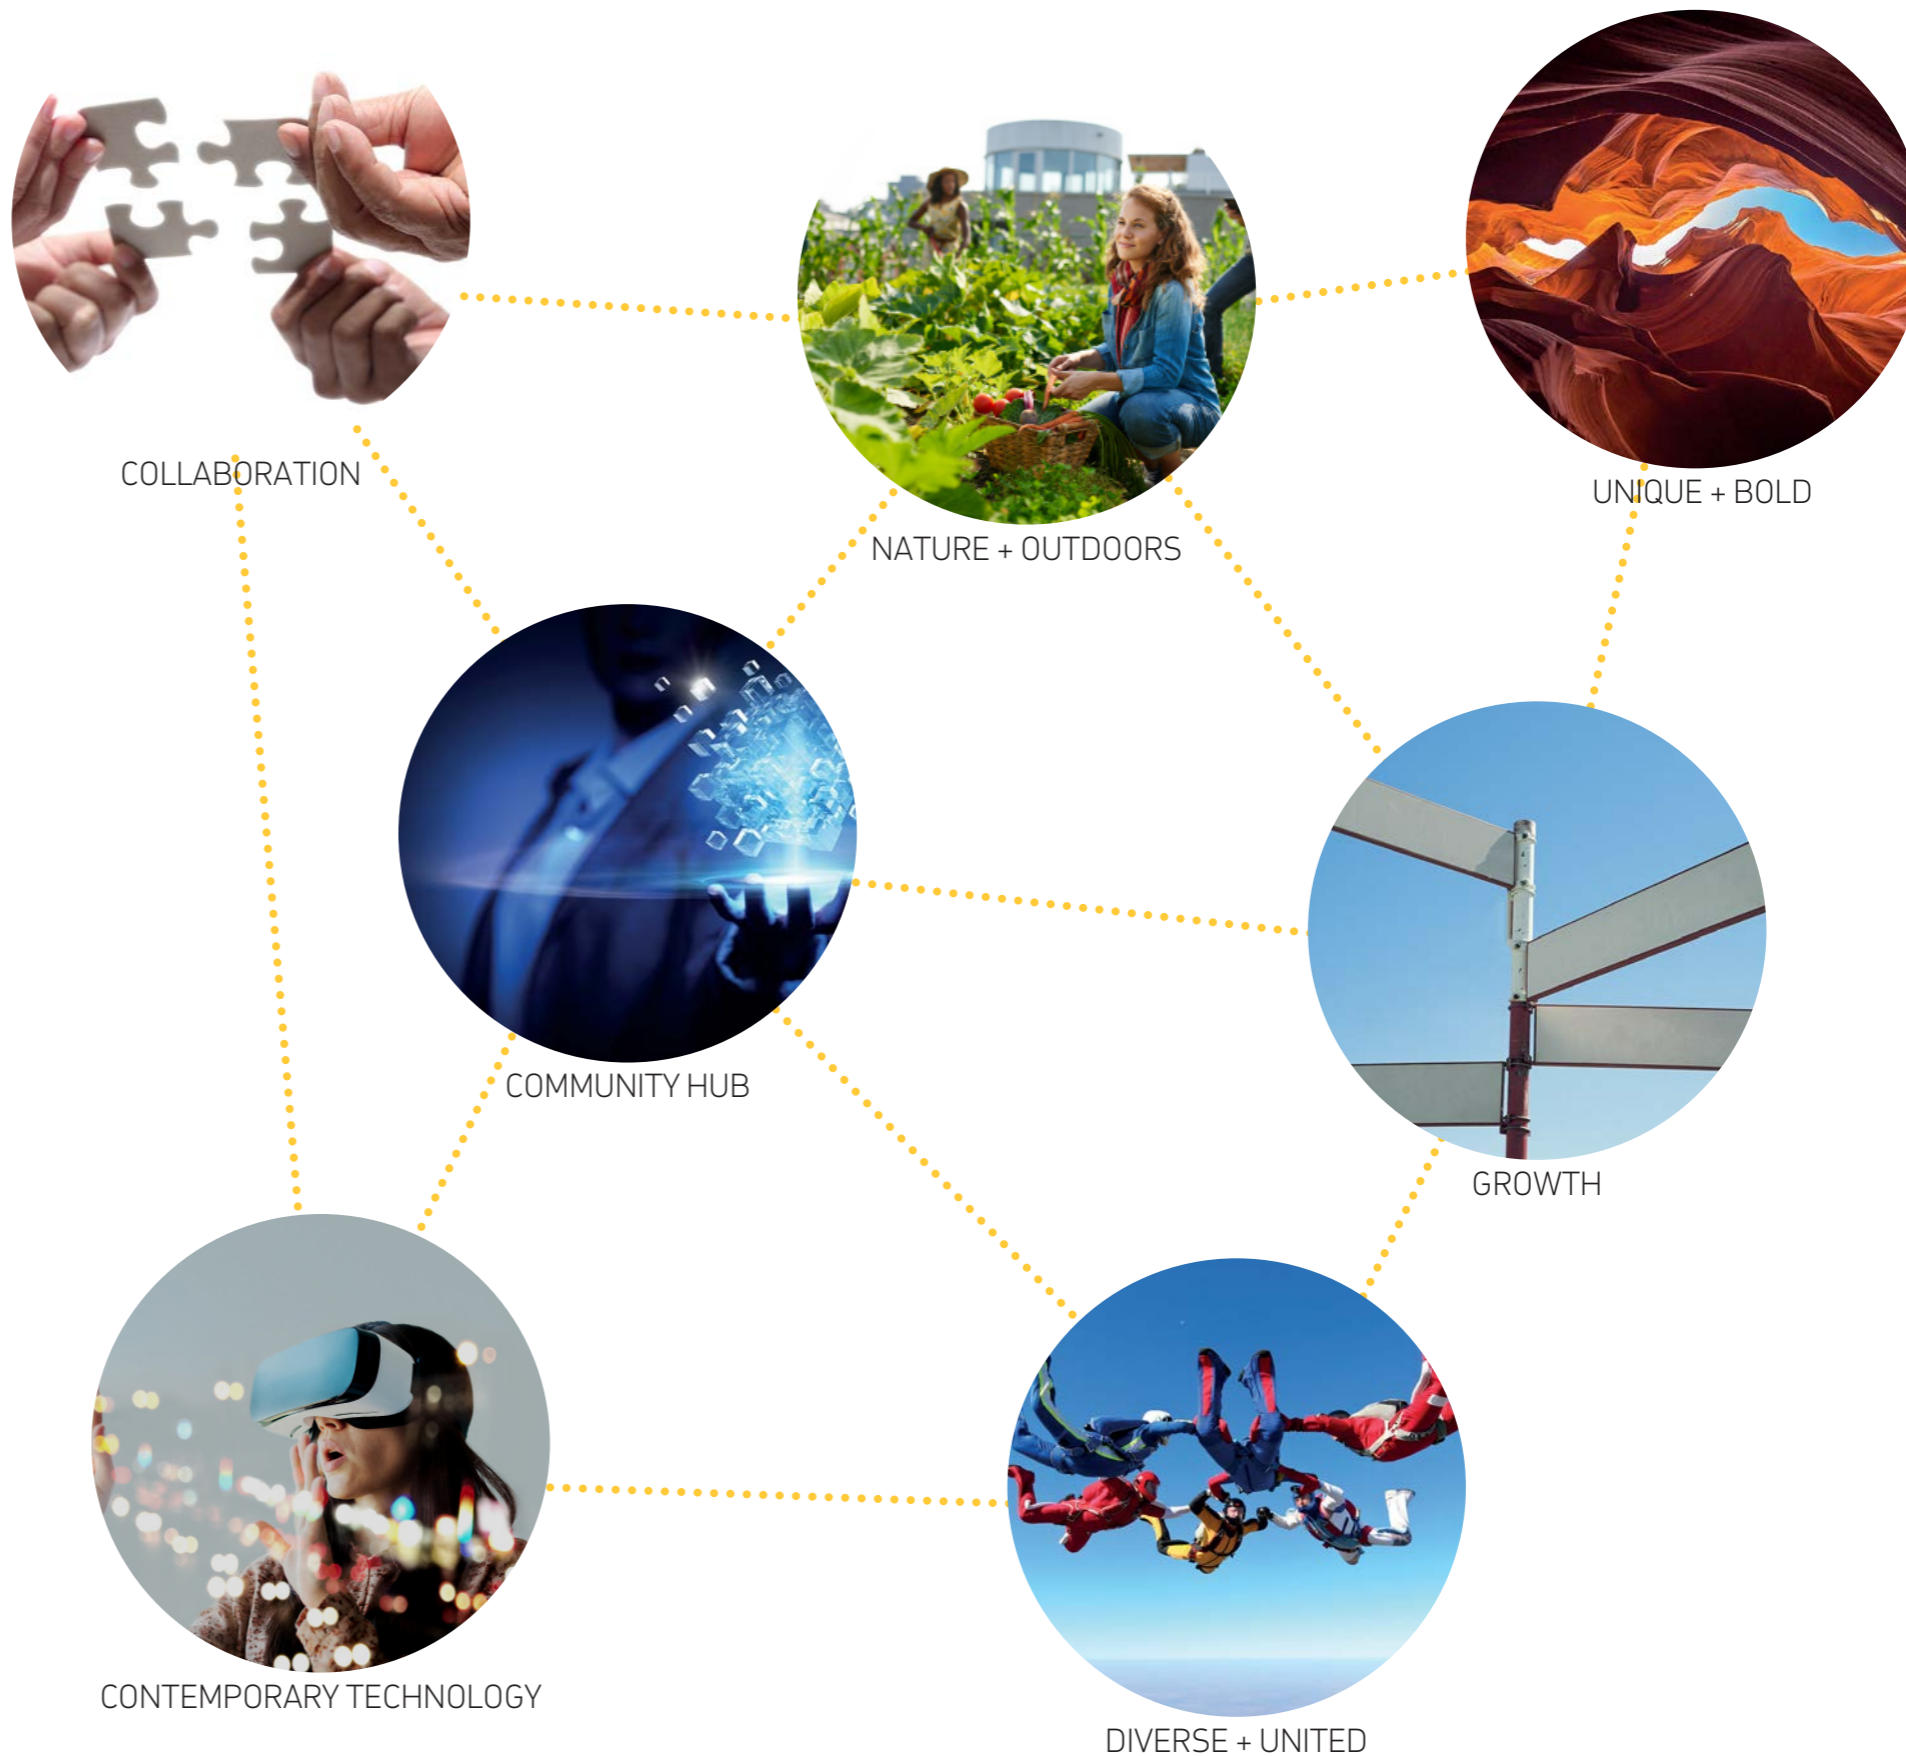 COLLABORATION
UNIQUE + BOLD
NATURE + OUTDOORS
COMMUNITY HUB
GROWTH
CONTEMPORARY TECHNOLOGY
DIVERSE + UNITED